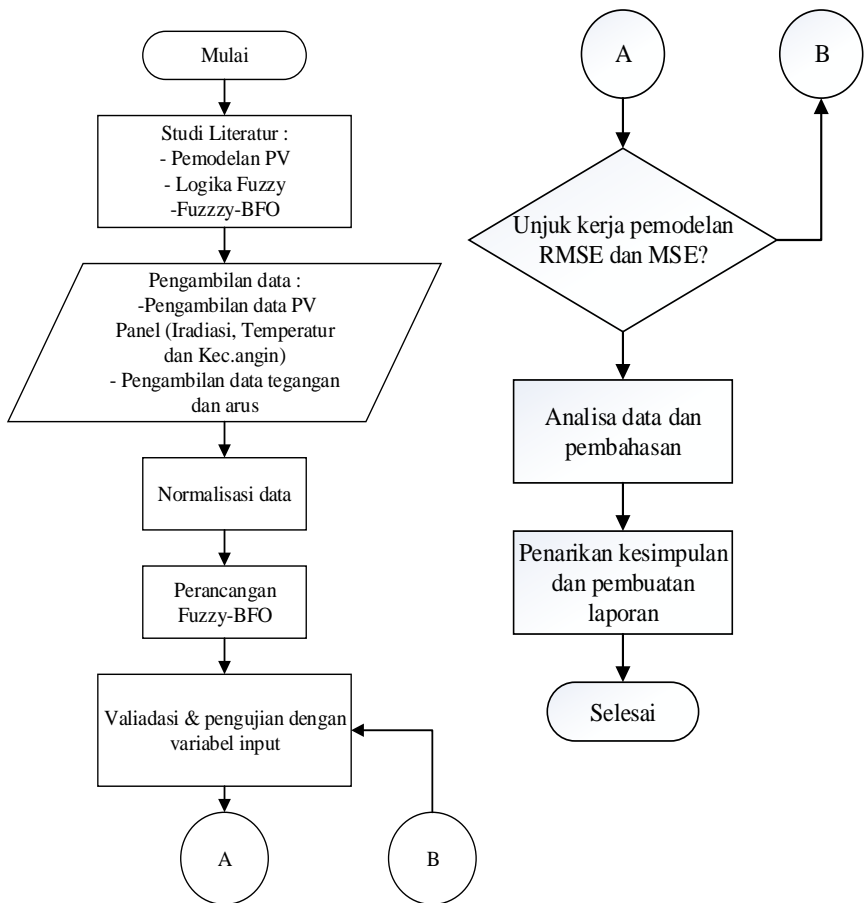 Mulai
Studi Literatur :
- Pemodelan PV
- Logika Fuzzy
-Fuzzzy-BFO
Pengambilan data :
-Pengambilan data PV
Panel (Iradiasi, Temperatur
dan Kec.angin)
- Pengambilan data tegangan
dan arus
Normalisasi data
Perancangan
Fuzzy-BFO
Valiadasi & pengujian dengan
variabel input
A
B
A
B
Unjuk kerja pemodelan
RMSE dan MSE?
Analisa data dan
pembahasan
Penarikan kesimpulan
dan pembuatan
laporan
Selesai